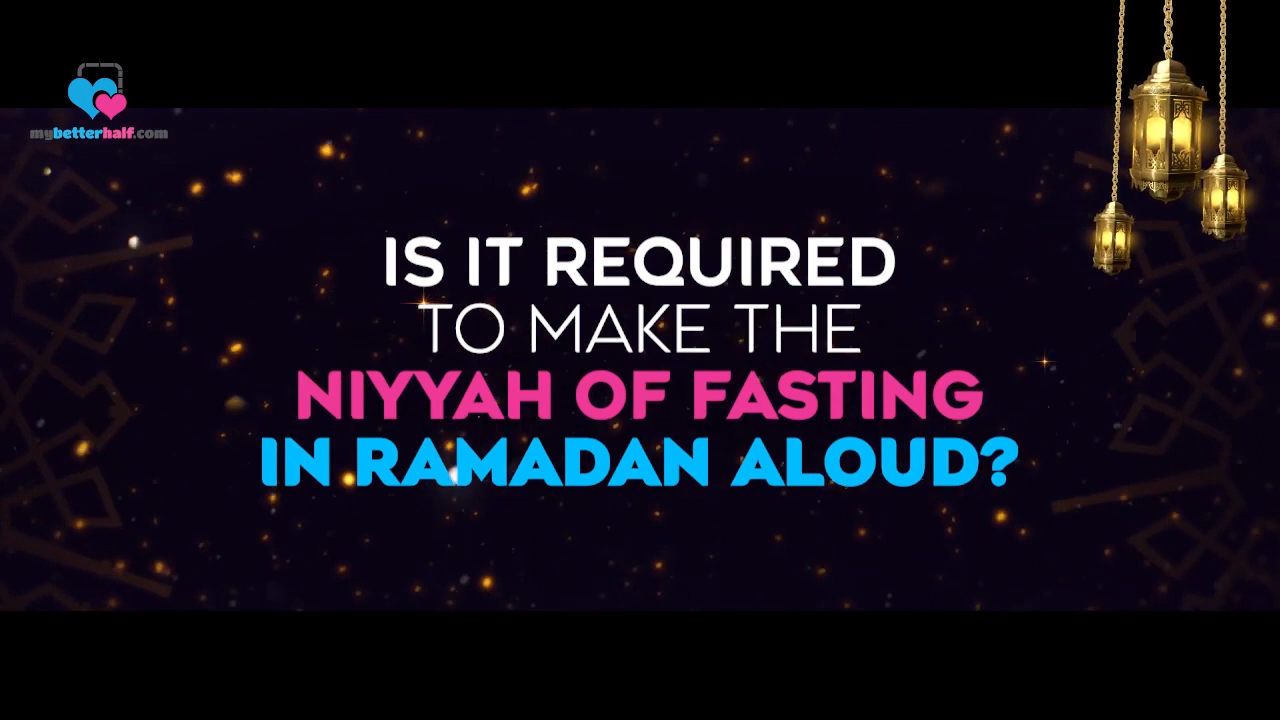 mybetterhalf.com
IS IT REQUIRED
TO MAKE THE
NIYYAH OF FASTING
IN RAMADAN ALOUD?